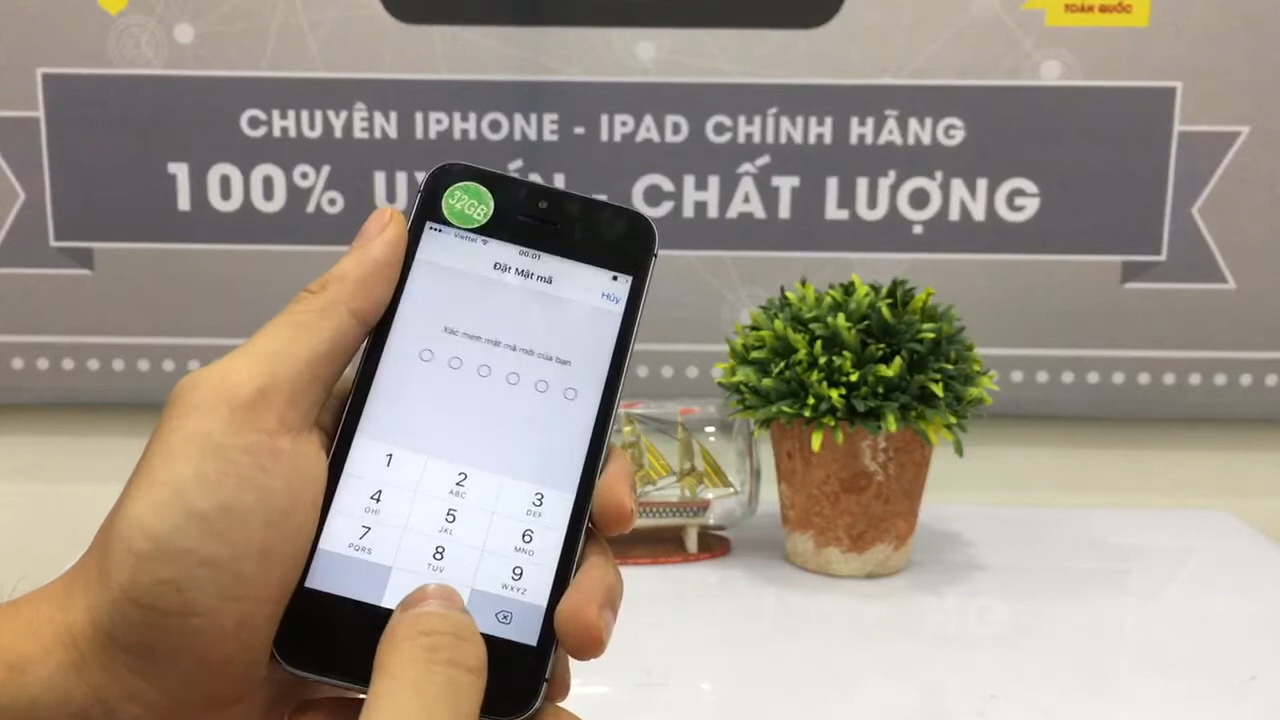 TOÀN QUỐC
CHUYÊN IPHONE - IPAD CHÍNH HÃNG
100% - CHẤT LƯỢNG
32GB
Viettel
00:01
Đặt Mật mã
Hủy
mật mã mới của bạn
1
2
ABC
3
DEF
4
GHI
5
JKL
6
MNO
7
PQRS
8
TUV
9
WXYZ